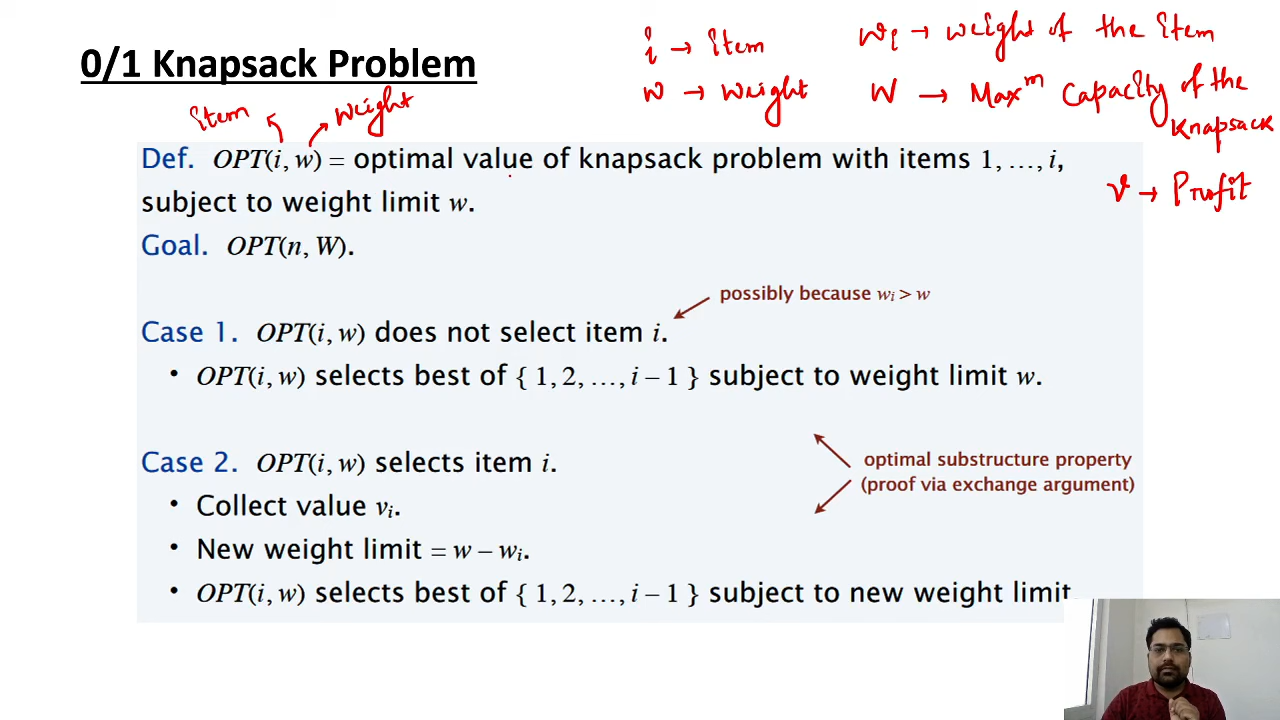 i → item
wi → weight of the item
0/1 Knapsack Problem
w → weight
W → Maxm Capacity of the Knapsack
item
weight
Def. OPT(i, w) = optimal value of knapsack problem with items 1, …, i,
subject to weight limit w.
v → Profit
Goal. OPT(n, W).
possibly because wi > w
Case 1. OPT(i, w) does not select item i.
• OPT(i, w) selects best of { 1, 2, …, i – 1 } subject to weight limit w.
Case 2. OPT(i, w) selects item i.
optimal substructure property
(proof via exchange argument)
• Collect value vi.
• New weight limit = w – wi.
• OPT(i, w) selects best of { 1, 2, …, i – 1 } subject to new weight limit